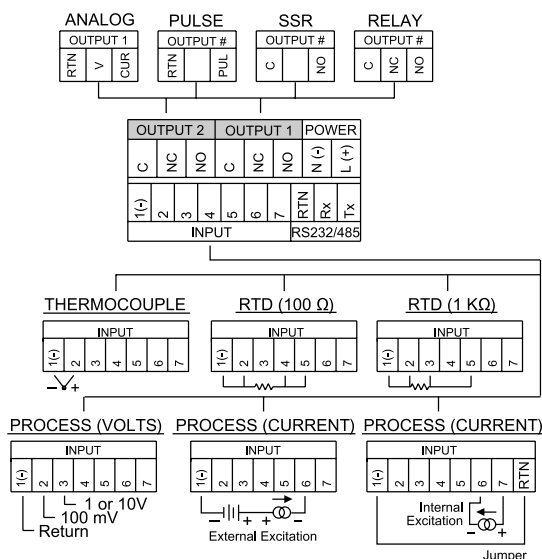 ANALOG PULSE SSR RELAY
OUTPUT 1 OUTPUT # OUTPUT # OUTPUT #
RTN V CUR RTN PUL C NO C NC NO
OUTPUT 2 OUTPUT 1 POWER
C NC NO C NC NO N (-) L (+)
1(-) 2 3 4 5 6 7 RTN Rx Tx
INPUT RS232/485
THERMOCOUPLE RTD (100 Ω) RTD (1 KΩ)
INPUT INPUT INPUT
1(-) 2 3 4 5 6 7 1(-) 2 3 4 5 6 7 1(-) 2 3 4 5 6 7
- +
PROCESS (VOLTS) PROCESS (CURRENT) PROCESS (CURRENT)
INPUT INPUT INPUT
1(-) 2 3 4 5 6 7 1(-) 2 3 4 5 6 7 1(-) 2 3 4 5 6 7 RTN
1 or 10V
100 mV
Return
- + + -
External Excitation
Internal
Excitation - +
Jumper